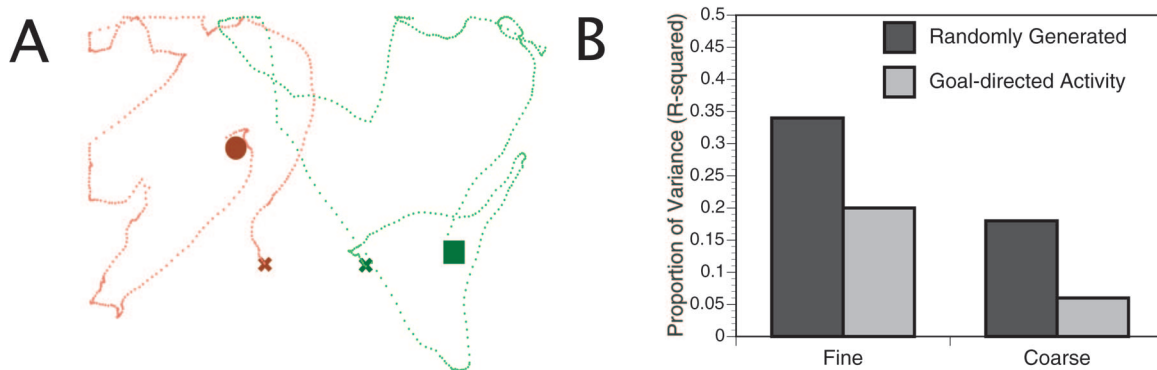 A
B
Proportion of Variance (R-squared)
0.5
0.45
0.4
0.35
0.3
0.25
0.2
0.15
0.1
0.05
0
Randomly Generated
Goal-directed Activity
Fine
Coarse